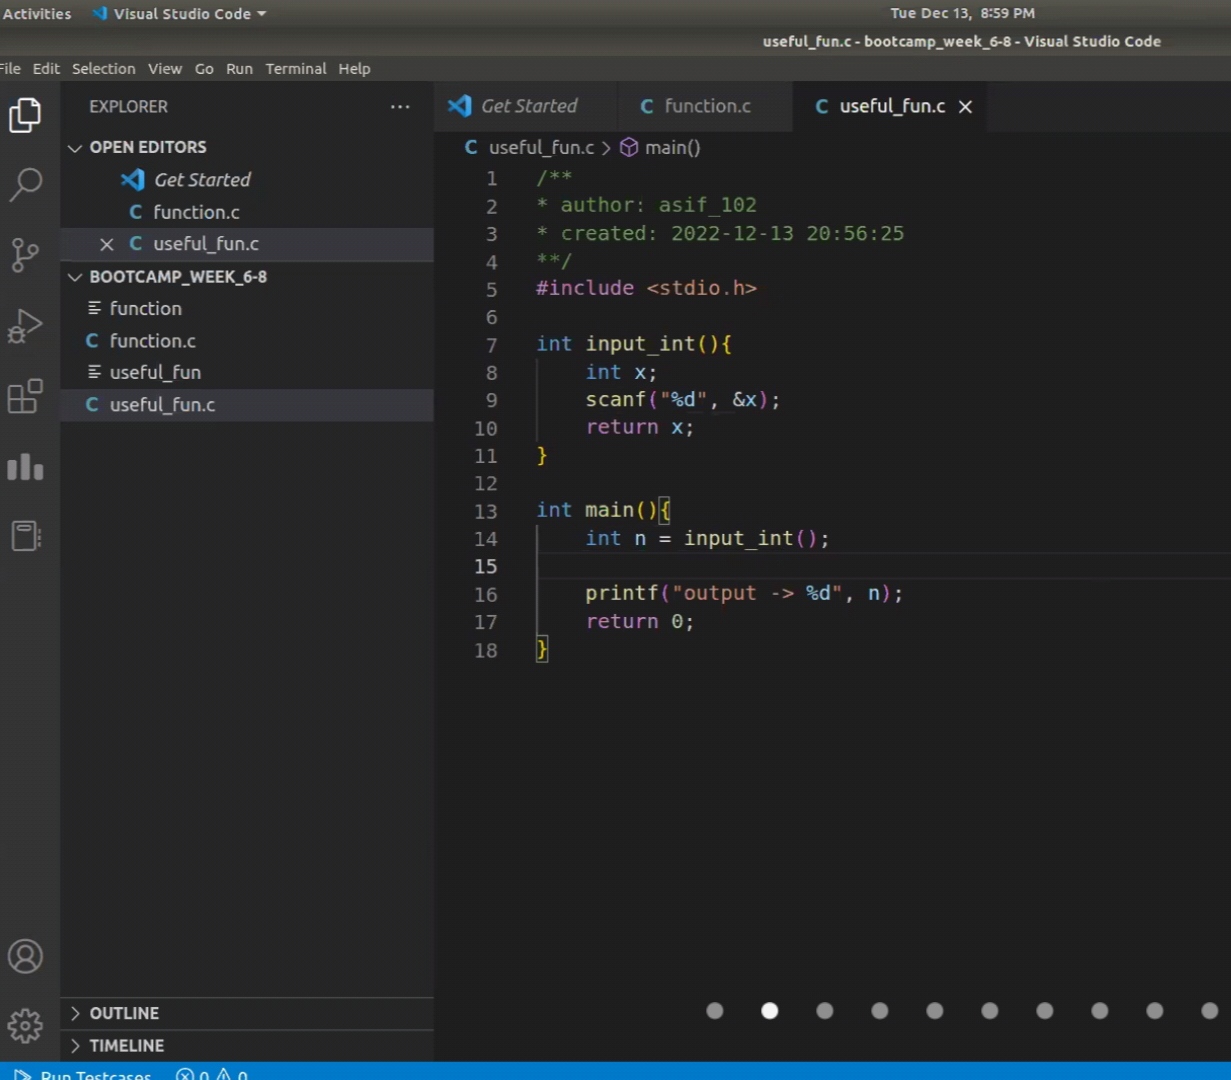 Activities Visual Studio Code Tue Dec 13, 8:59 PM
useful_fun.c - bootcamp_week_6-8 - Visual Studio Code
File Edit Selection View Go Run Terminal Help
EXPLORER ...
Get Started function.c useful_fun.c
OPEN EDITORS
Get Started
C function.c
C useful_fun.c
BOOTCAMP_WEEK_6-8
function
C function.c
useful_fun
C useful_fun.c
OUTLINE
TIMELINE
C useful_fun.c > main()
1 /**
2 * author: asif_102
3 * created: 2022-12-13 20:56:25
4 **/
5 #include <stdio.h>
6
7 int input_int(){
8 int x;
9 scanf("%d", &x);
10 return x;
11 }
12
13 int main(){
14 int n = input_int();
15
16 printf("output -> %d", n);
17 return 0;
18 }
Run Testcases 0 0